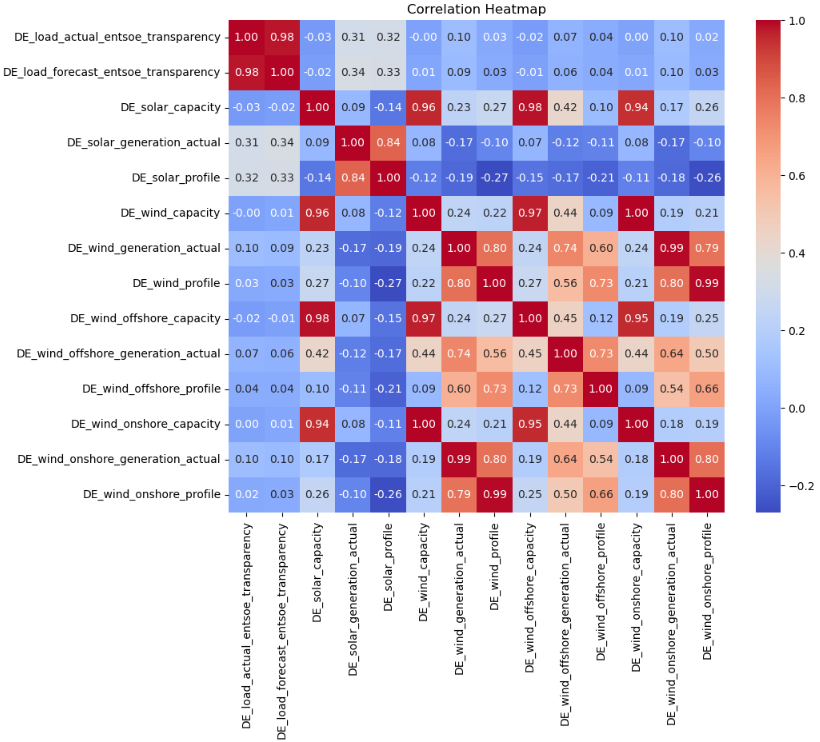 Correlation Heatmap
DE_load_actual_entsoe_transparency 1.00 0.98 -0.03 0.31 0.32 -0.00 0.10 0.03 -0.02 0.07 0.04 0.00 0.10 0.02
DE_load_forecast_entsoe_transparency 0.98 1.00 -0.02 0.34 0.33 0.01 0.09 0.03 -0.01 0.06 0.04 0.01 0.10 0.03
DE_solar_capacity -0.03 -0.02 1.00 0.09 -0.14 0.96 0.23 0.27 0.98 0.42 0.10 0.94 0.17 0.26
DE_solar_generation_actual 0.31 0.34 0.09 1.00 0.84 0.08 -0.17 -0.10 0.07 -0.12 -0.11 0.08 -0.17 -0.10
DE_solar_profile 0.32 0.33 -0.14 0.84 1.00 -0.12 -0.19 -0.27 -0.15 -0.17 -0.21 -0.11 -0.18 -0.26
DE_wind_capacity -0.00 0.01 0.96 0.08 -0.12 1.00 0.24 0.22 0.97 0.44 0.09 1.00 0.19 0.21
DE_wind_generation_actual 0.10 0.09 0.23 -0.17 -0.19 0.24 1.00 0.80 0.24 0.74 0.60 0.24 0.99 0.79
DE_wind_profile 0.03 0.03 0.27 -0.10 -0.27 0.22 0.80 1.00 0.27 0.56 0.73 0.21 0.80 0.99
DE_wind_offshore_capacity -0.02 -0.01 0.98 0.07 -0.15 0.97 0.24 0.27 1.00 0.45 0.12 0.95 0.19 0.25
DE_wind_offshore_generation_actual 0.07 0.06 0.42 -0.12 -0.17 0.44 0.74 0.56 0.45 1.00 0.73 0.44 0.64 0.50
DE_wind_offshore_profile 0.04 0.04 0.10 -0.11 -0.21 0.09 0.60 0.73 0.12 0.73 1.00 0.09 0.54 0.66
DE_wind_onshore_capacity 0.00 0.01 0.94 0.08 -0.11 1.00 0.24 0.21 0.95 0.44 0.09 1.00 0.18 0.19
DE_wind_onshore_generation_actual 0.10 0.10 0.17 -0.17 -0.18 0.19 0.99 0.80 0.19 0.64 0.54 0.18 1.00 0.80
DE_wind_onshore_profile 0.02 0.03 0.26 -0.10 -0.26 0.21 0.79 0.99 0.25 0.50 0.66 0.19 0.80 1.00
DE_load_actual_entsoe_transparency
DE_load_forecast_entsoe_transparency
DE_solar_capacity
DE_solar_generation_actual
DE_solar_profile
DE_wind_capacity
DE_wind_generation_actual
DE_wind_profile
DE_wind_offshore_capacity
DE_wind_offshore_generation_actual
DE_wind_offshore_profile
DE_wind_onshore_capacity
DE_wind_onshore_generation_actual
DE_wind_onshore_profile
1.0
0.8
0.6
0.4
0.2
0.0
−0.2